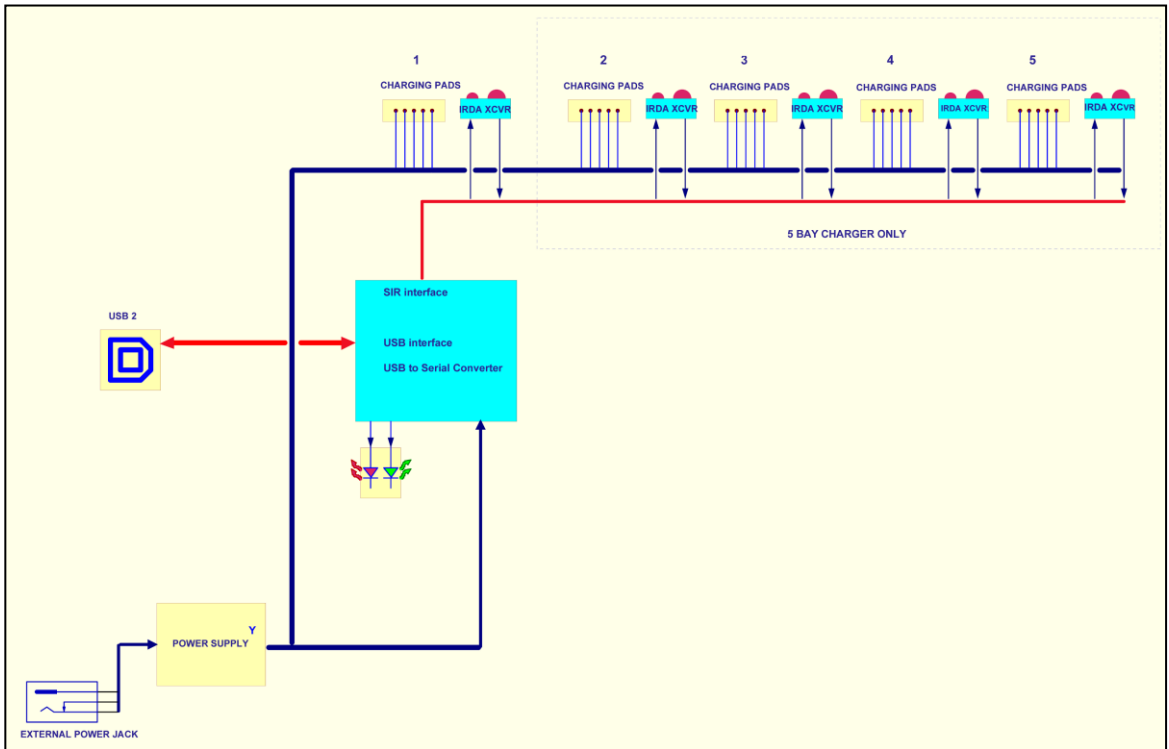 1
2
3
4
5
CHARGING PADS
CHARGING PADS
CHARGING PADS
CHARGING PADS
CHARGING PADS
IRDA XCVR
IRDA XCVR
IRDA XCVR
IRDA XCVR
IRDA XCVR
5 BAY CHARGER ONLY
SIR interface
USB 2
USB interface
USB to Serial Converter
Y
POWER SUPPLY
EXTERNAL POWER JACK